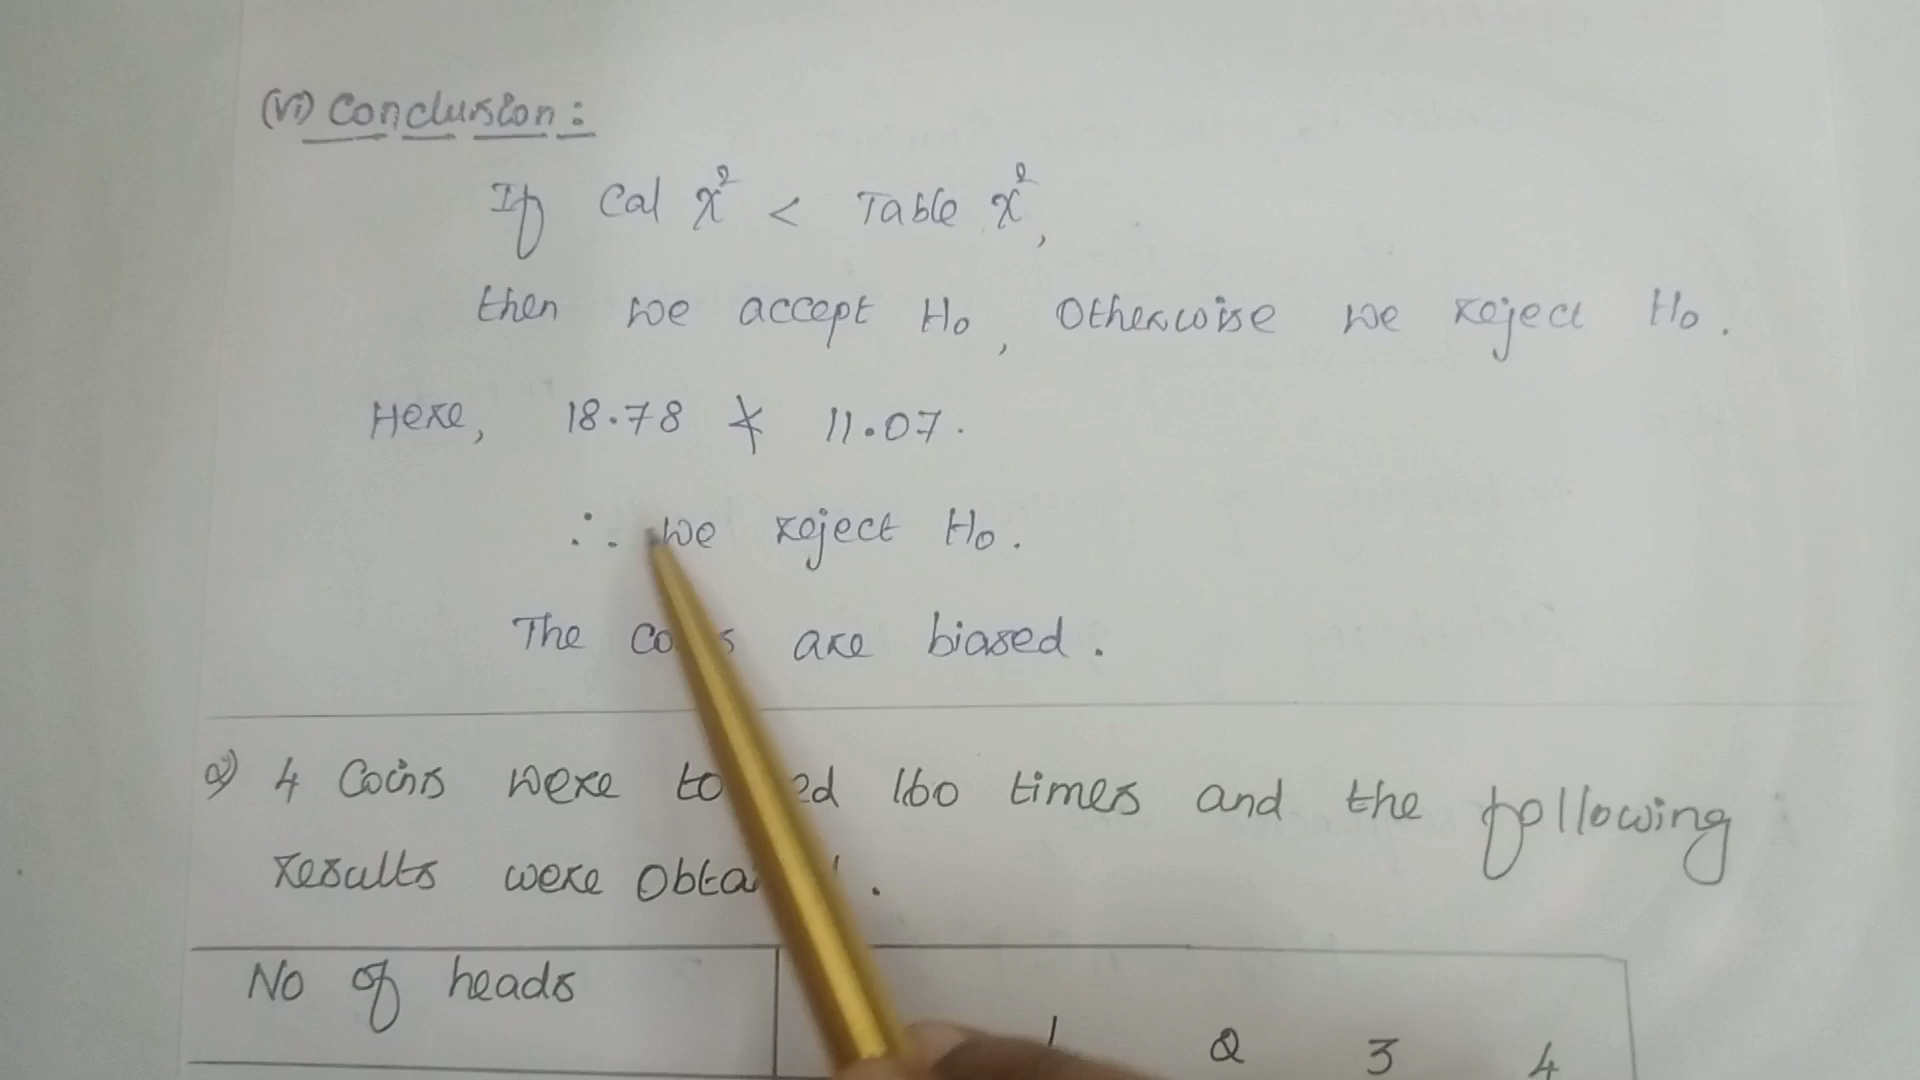 (vi) Conclusion:
If Cal χ² < Table χ²,
then we accept H₀, Otherwise we reject H₀.
Here, 18.78 ≮ 11.07.
∴ we reject H₀.
The are biased.
2) 4 Coins were 160 times and the following
results were .
No of heads
1 2 3 4